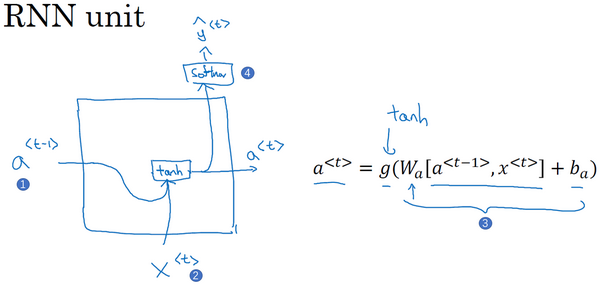 RNN unit
ŷ<t>
softmax 4
a<t-1>
1
tanh
a<t>
x<t> 2
tanh
a<t> = g(Wa[a<t-1>, x<t>] + ba)
3